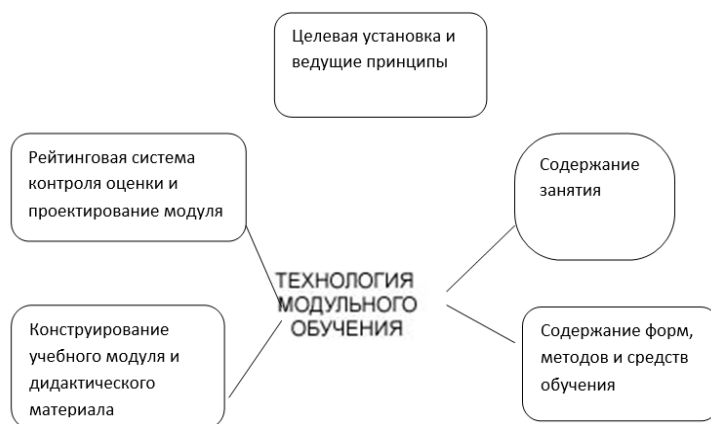 Целевая установка и
ведущие принципы
Рейтинговая система
контроля оценки и
проектирование модуля
Содержание
занятия
ТЕХНОЛОГИЯ
МОДУЛЬНОГО
ОБУЧЕНИЯ
Конструирование
учебного модуля и
дидактического
материала
Содержание форм,
методов и средств
обучения